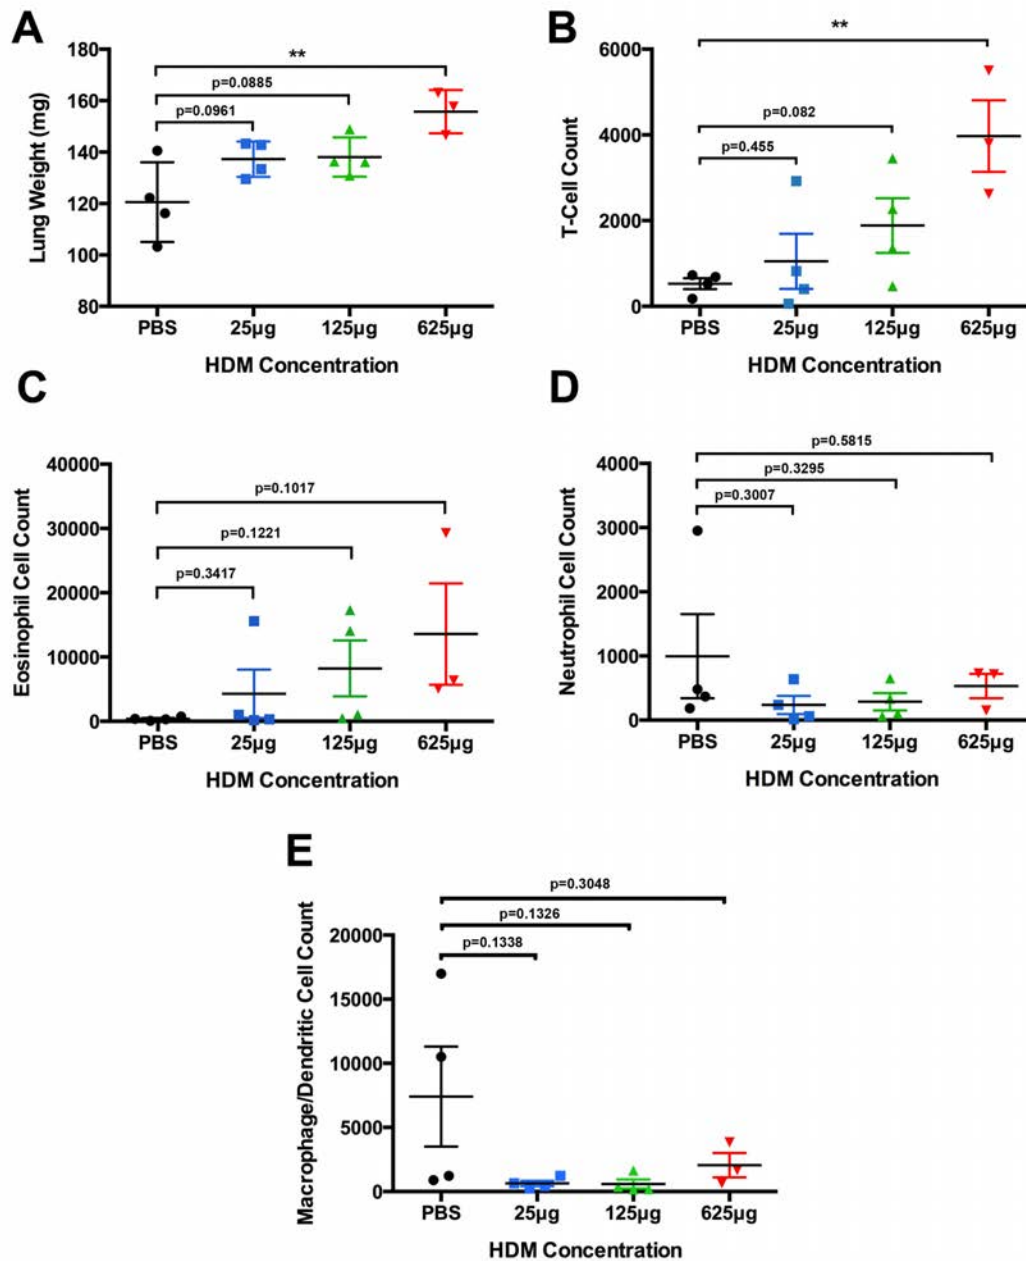 A
Lung Weight (mg)
180
160
140
120
100
80
**
p=0.0885
p=0.0961
PBS 25µg 125µg 625µg
HDM Concentration
B
T-Cell Count
6000
4000
2000
0
**
p=0.082
p=0.455
PBS 25µg 125µg 625µg
HDM Concentration
C
Eosinophil Cell Count
40000
30000
20000
10000
0
p=0.1017
p=0.1221
p=0.3417
PBS 25µg 125µg 625µg
HDM Concentration
D
Neutrophil Cell Count
4000
3000
2000
1000
0
p=0.5815
p=0.3295
p=0.3007
PBS 25µg 125µg 625µg
HDM Concentration
E
Macrophage/Dendritic Cell Count
20000
15000
10000
5000
0
p=0.3048
p=0.1326
p=0.1338
PBS 25µg 125µg 625µg
HDM Concentration